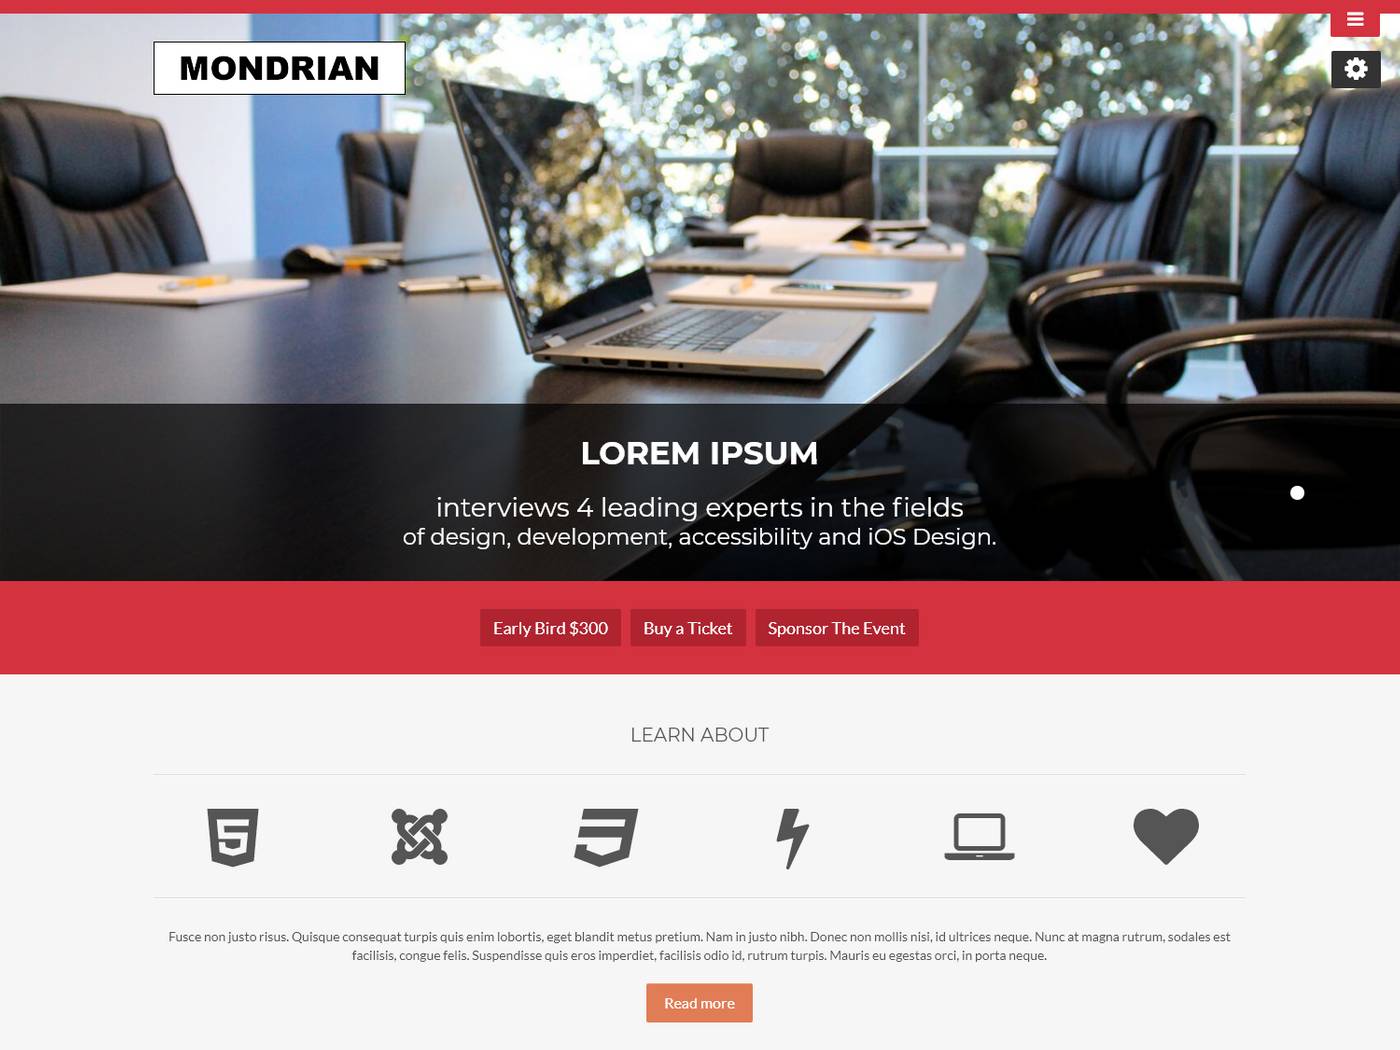 MONDRIAN
LOREM IPSUM
interviews 4 leading experts in the fields
of design, development, accessibility and iOS Design.
Early Bird $300
Buy a Ticket
Sponsor The Event
LEARN ABOUT
Fusce non justo risus. Quisque consequat turpis quis enim lobortis, eget blandit metus pretium. Nam in justo nibh. Donec non mollis nisi, id ultrices neque. Nunc at magna rutrum, sodales est
facilisis, congue felis. Suspendisse quis eros imperdiet, facilisis odio id, rutrum turpis. Mauris eu egestas orci, in porta neque.
Read more